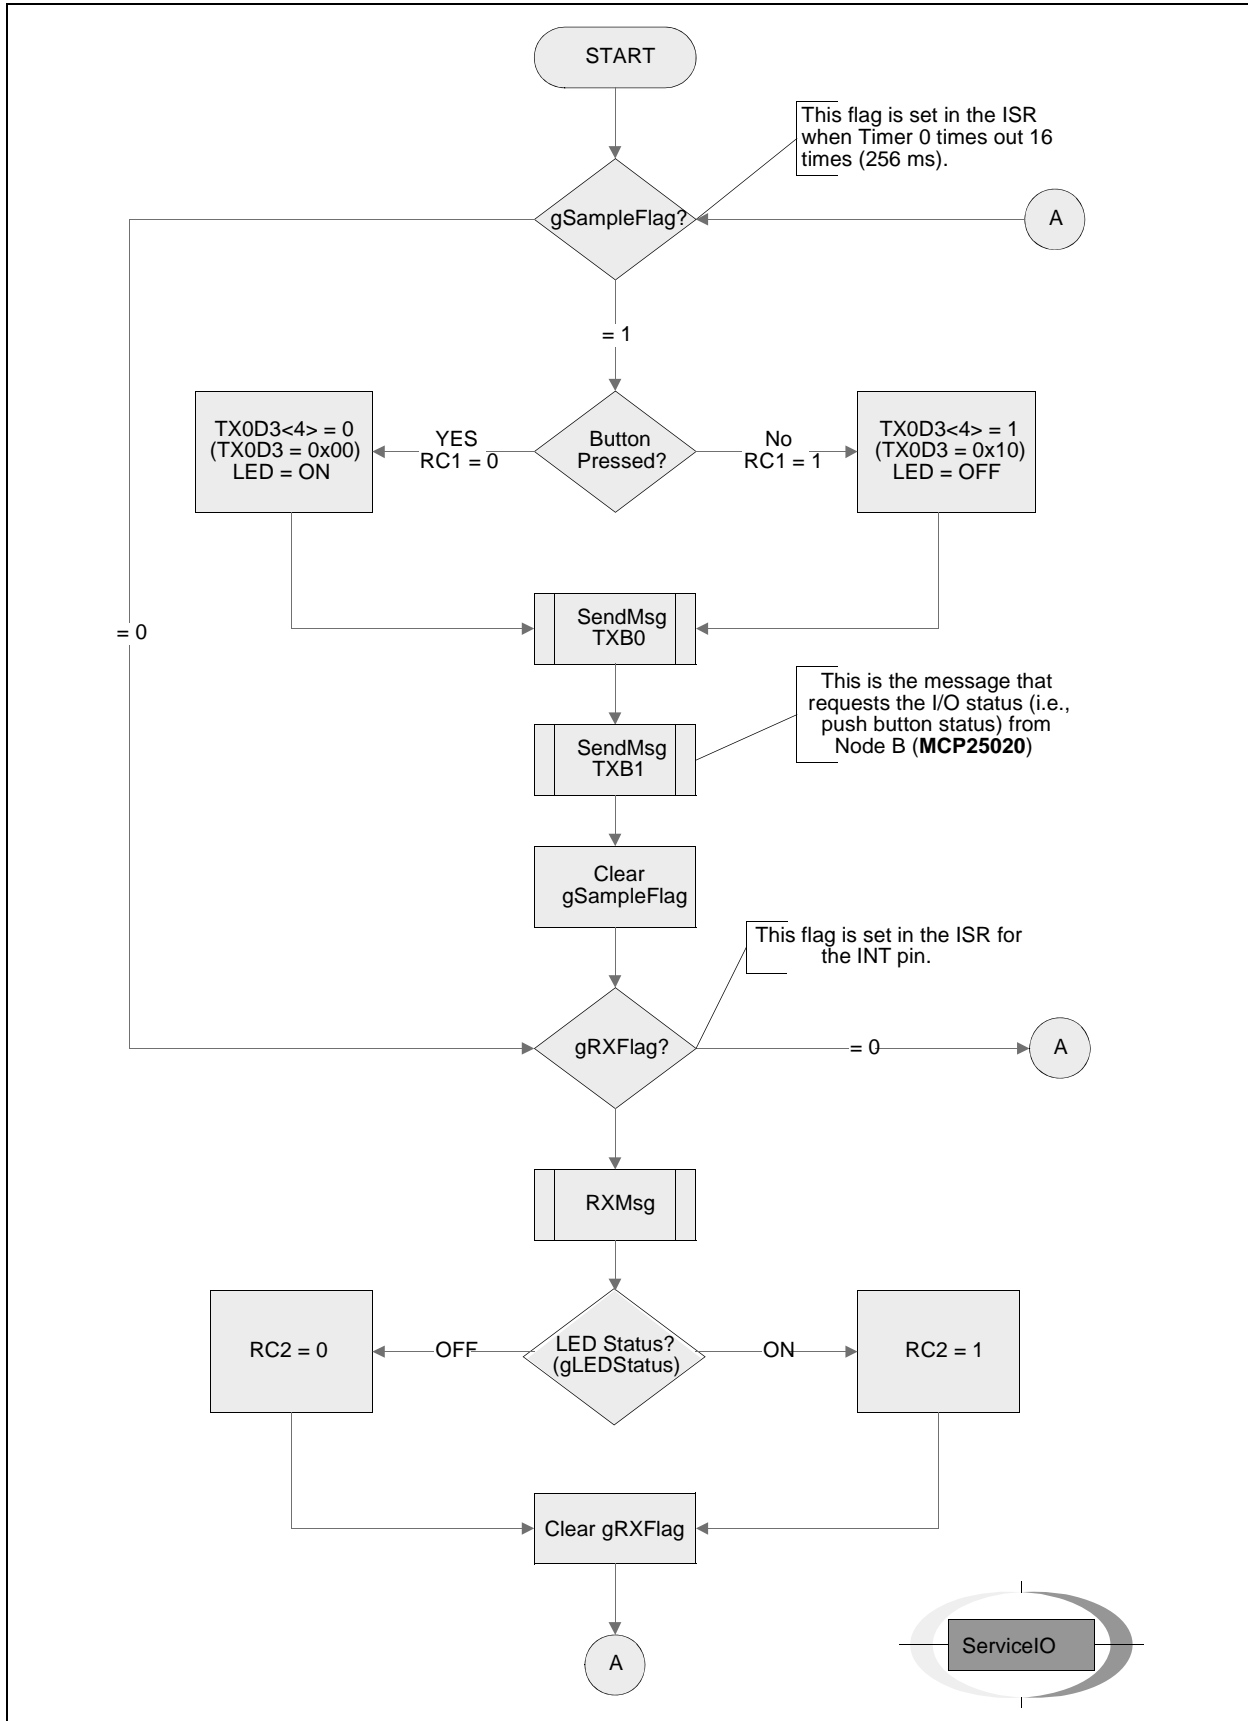 START
This flag is set in the ISR
when Timer 0 times out 16
times (256 ms).
gSampleFlag?
A
= 1
TX0D3<4> = 0
(TX0D3 = 0x00)
LED = ON
YES
RC1 = 0
Button
Pressed?
No
RC1 = 1
TX0D3<4> = 1
(TX0D3 = 0x10)
LED = OFF
= 0
SendMsg
TXB0
This is the message that
requests the I/O status (i.e.,
push button status) from
Node B (MCP25020)
SendMsg
TXB1
Clear
gSampleFlag
This flag is set in the ISR for
the INT pin.
gRXFlag?
= 0
A
RXMsg
RC2 = 0
OFF
LED Status?
(gLEDStatus)
ON
RC2 = 1
Clear gRXFlag
ServiceIO
A